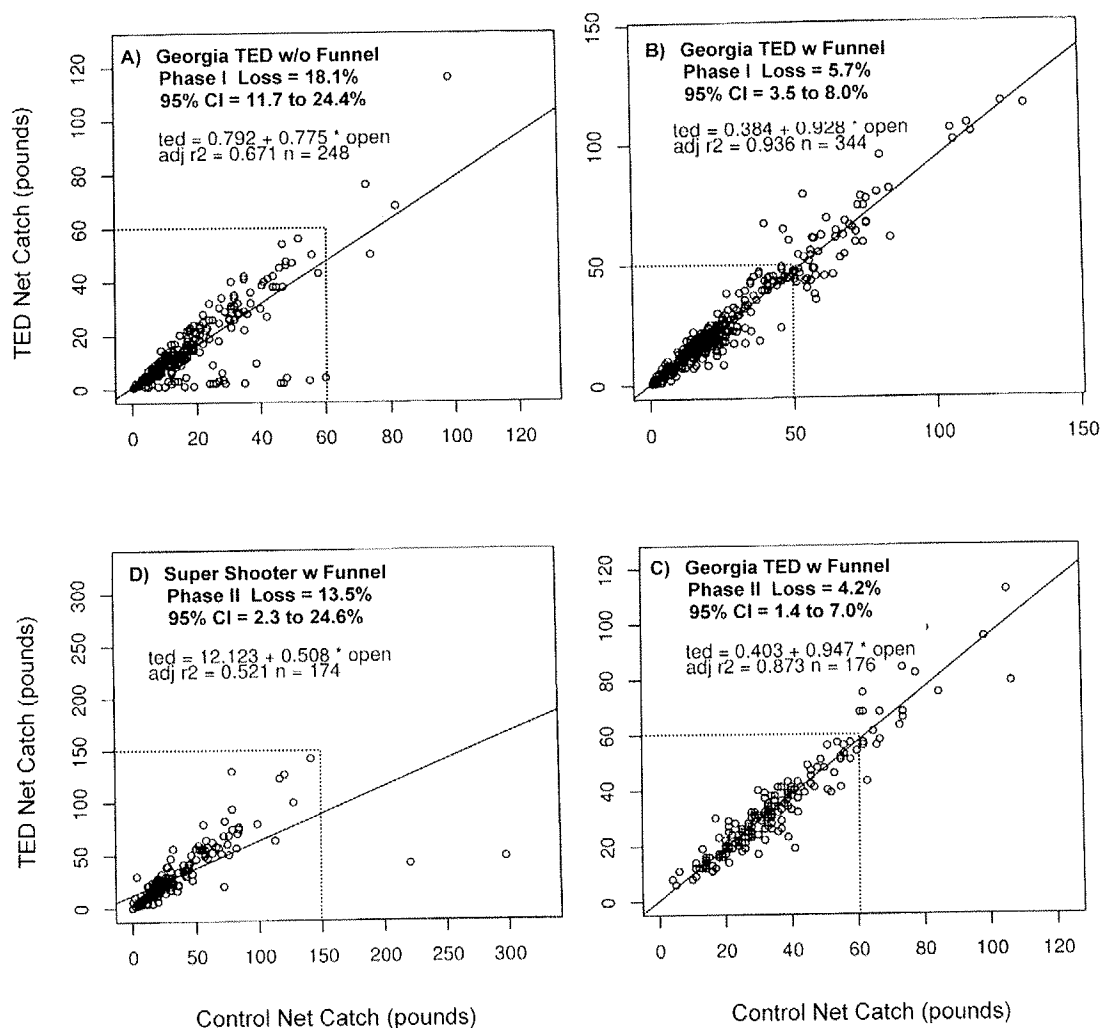 A) Georgia TED w/o Funnel
Phase I Loss = 18.1%
95% CI = 11.7 to 24.4%
ted = 0.792 + 0.775 * open
adj r2 = 0.671 n = 248
TED Net Catch (pounds)
120
100
80
60
40
20
0
0 20 40 60 80 100 120
B) Georgia TED w Funnel
Phase I Loss = 5.7%
95% CI = 3.5 to 8.0%
ted = 0.384 + 0.928 * open
adj r2 = 0.936 n = 344
150
100
50
0
0 50 100 150
D) Super Shooter w Funnel
Phase II Loss = 13.5%
95% CI = 2.3 to 24.6%
ted = 12.123 + 0.508 * open
adj r2 = 0.521 n = 174
TED Net Catch (pounds)
300
250
200
150
100
50
0
0 50 100 150 200 250 300
Control Net Catch (pounds)
C) Georgia TED w Funnel
Phase II Loss = 4.2%
95% CI = 1.4 to 7.0%
ted = 0.403 + 0.947 * open
adj r2 = 0.873 n = 176
120
100
80
60
40
20
0
0 20 40 60 80 100 120
Control Net Catch (pounds)